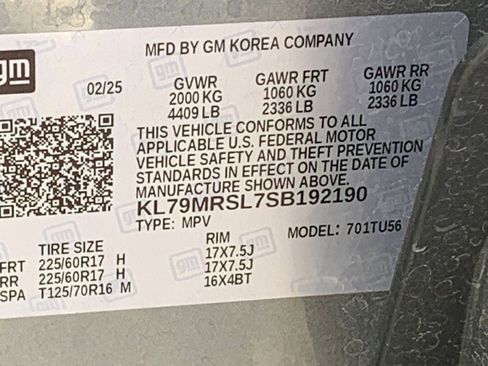 MFD BY GM KOREA COMPANY
gm
02/25 GVWR GAWR FRT GAWR RR
2000 KG 1060 KG 1060 KG
4409 LB 2336 LB 2336 LB
THIS VEHICLE CONFORMS TO ALL
APPLICABLE U.S. FEDERAL MOTOR
VEHICLE SAFETY AND THEFT PREVENTION
STANDARDS IN EFFECT ON THE DATE OF
MANUFACTURE SHOWN ABOVE.
KL79MRSL7SB192190
TYPE: MPV MODEL: 701TU56
TIRE SIZE RIM
FRT 225/60R17 H 17X7.5J
RR 225/60R17 H 17X7.5J
SPA T125/70R16 M 16X4BT